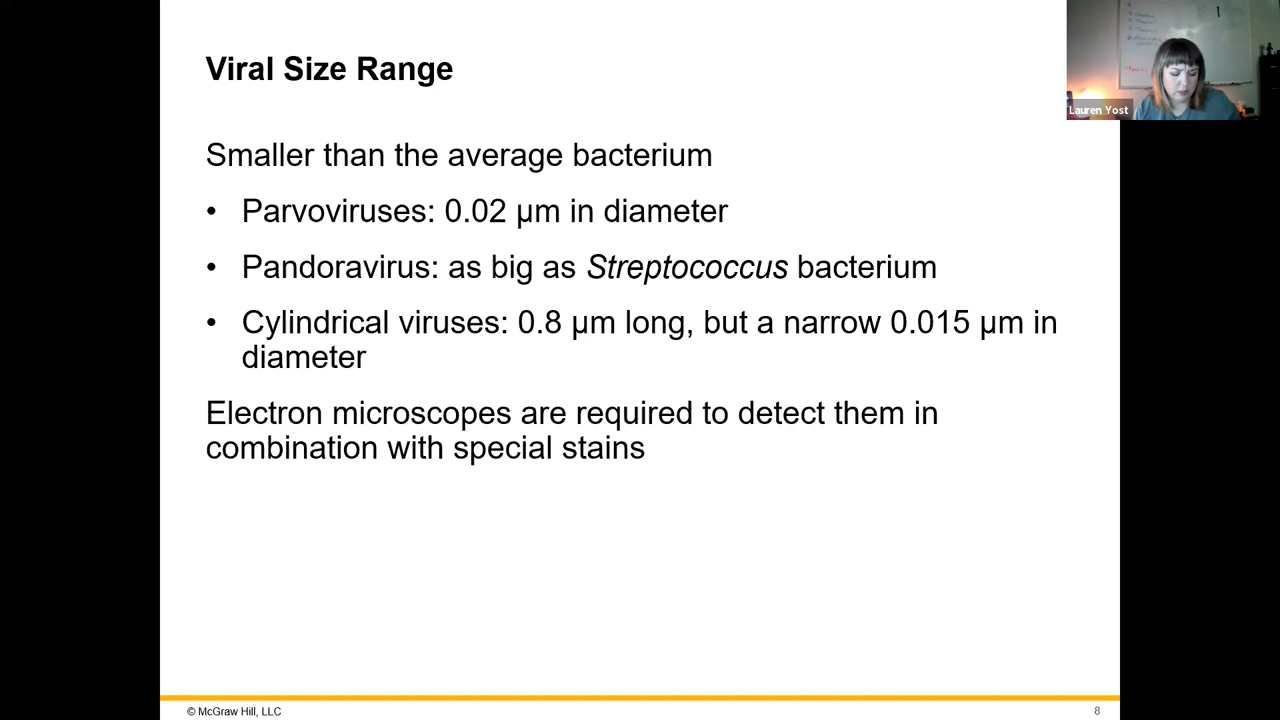 Viral Size Range
Lauren Yost
Smaller than the average bacterium
• Parvoviruses: 0.02 μm in diameter
• Pandoravirus: as big as Streptococcus bacterium
• Cylindrical viruses: 0.8 μm long, but a narrow 0.015 μm in
diameter
Electron microscopes are required to detect them in
combination with special stains
© McGraw Hill, LLC
8